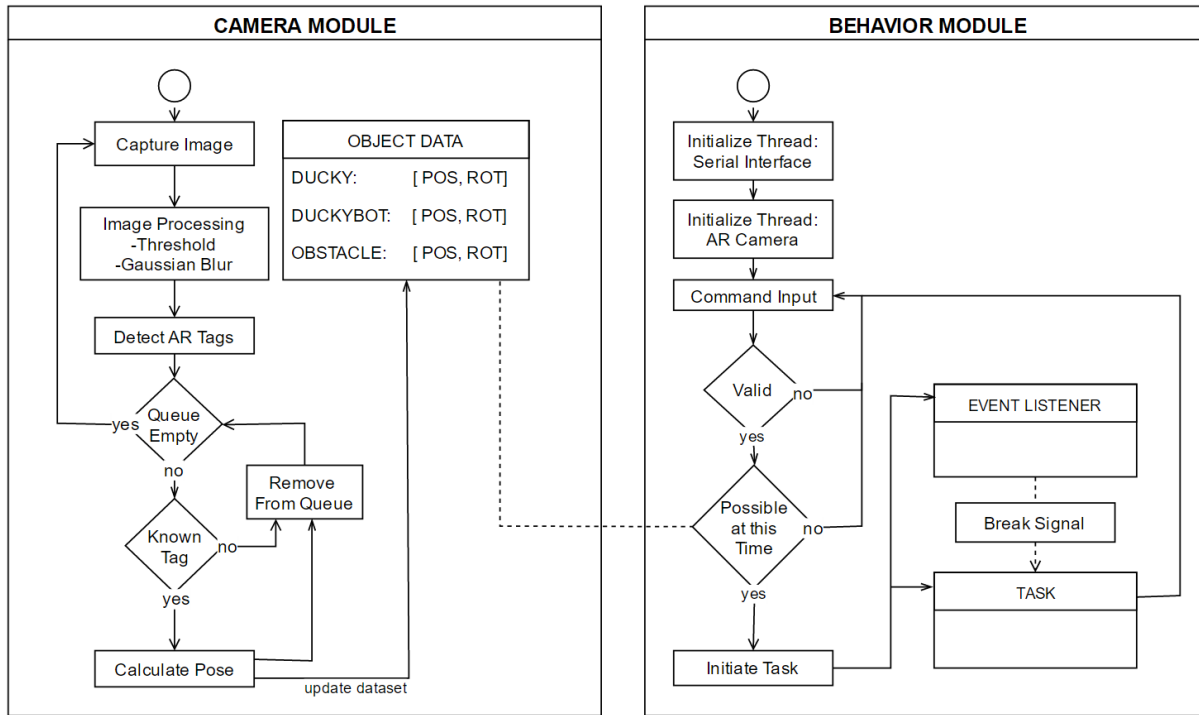 CAMERA MODULE
Capture Image
Image Processing
-Threshold
-Gaussian Blur
Detect AR Tags
Queue
Empty
yes
no
Remove
From Queue
Known
Tag
no
yes
Calculate Pose
update dataset
OBJECT DATA
DUCKY: [ POS, ROT]
DUCKYBOT: [ POS, ROT]
OBSTACLE: [ POS, ROT]
BEHAVIOR MODULE
Initialize Thread:
Serial Interface
Initialize Thread:
AR Camera
Command Input
Valid
no
yes
Possible
at this
Time
no
yes
Initiate Task
EVENT LISTENER
Break Signal
TASK